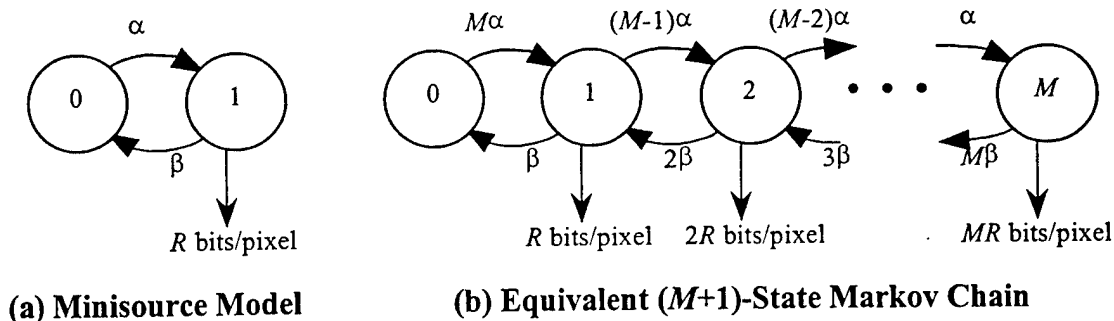 α
Mα
(M-1)α
(M-2)α
α
0
1
0
1
2
• • •
M
β
β
2β
3β
Mβ
R bits/pixel
R bits/pixel
2R bits/pixel
MR bits/pixel
(a) Minisource Model
(b) Equivalent (M+1)-State Markov Chain